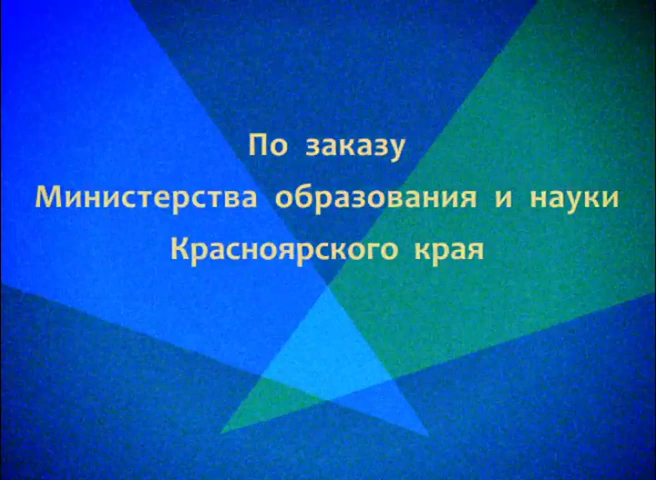 По заказу
Министерства образования и науки
Красноярского края